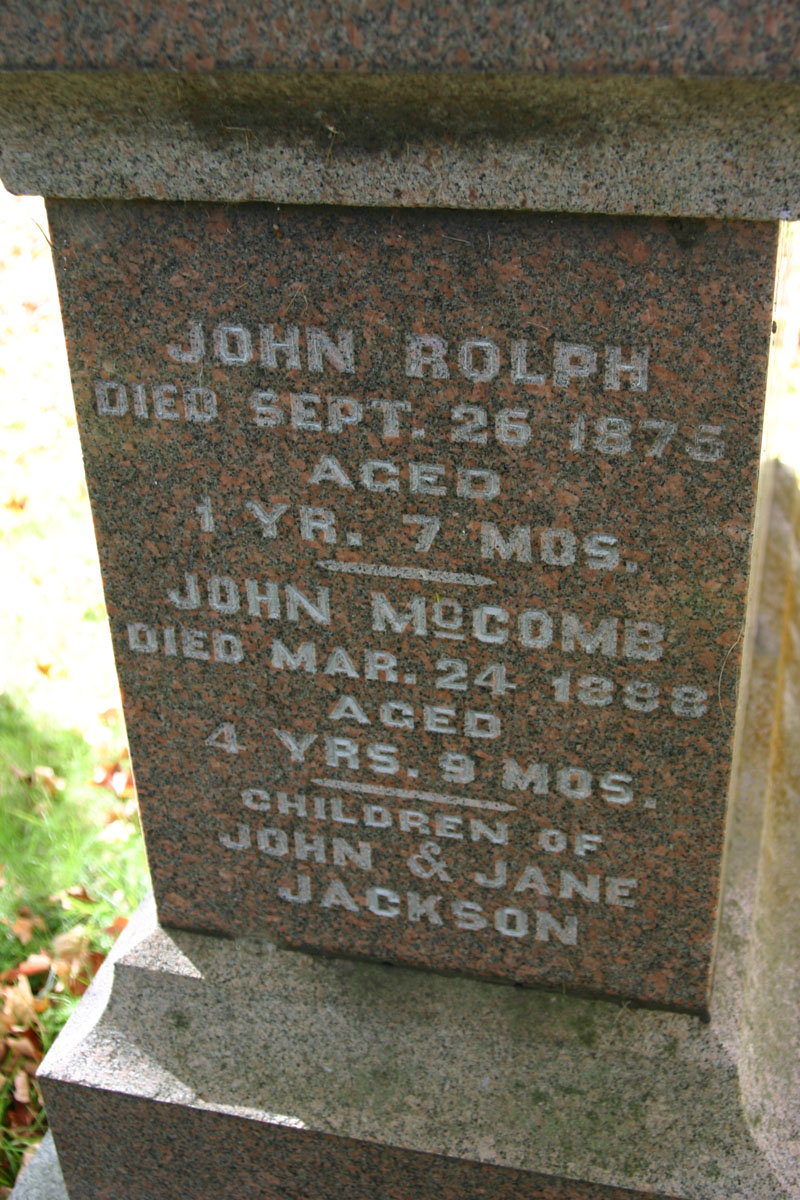 JOHN ROLPH
DIED SEPT. 26 1875
AGED
1 YR. 7 MOS.
JOHN McCOMB
DIED MAR. 24 1888
AGED
4 YRS. 9 MOS.
CHILDREN OF
JOHN & JANE
JACKSON